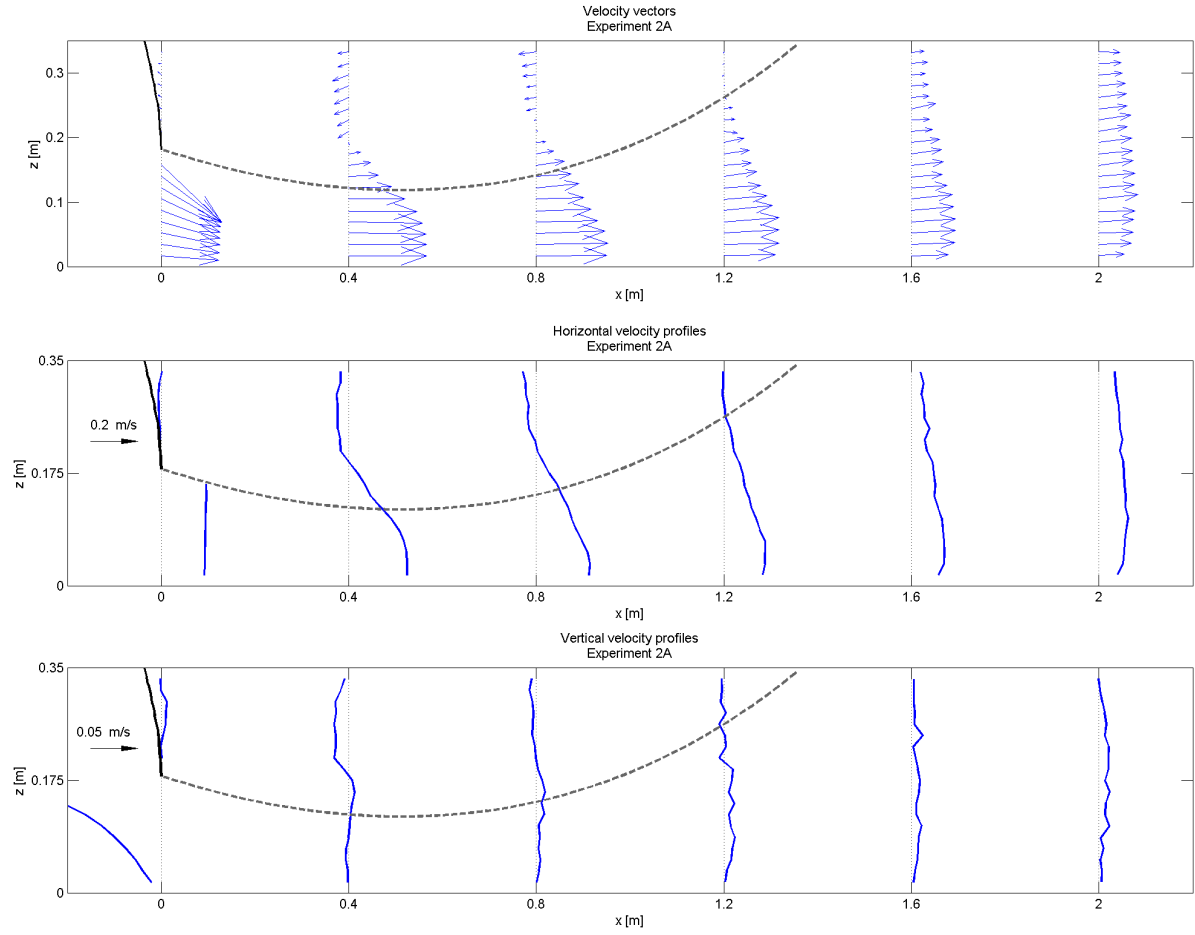 Velocity vectors
Experiment 2A
0.3
0.2
0.1
0
z [m]
0 0.4 0.8 1.2 1.6 2
x [m]
Horizontal velocity profiles
Experiment 2A
0.35
0.2 m/s
0.175
0
z [m]
0 0.4 0.8 1.2 1.6 2
x [m]
Vertical velocity profiles
Experiment 2A
0.35
0.05 m/s
0.175
0
z [m]
0 0.4 0.8 1.2 1.6 2
x [m]